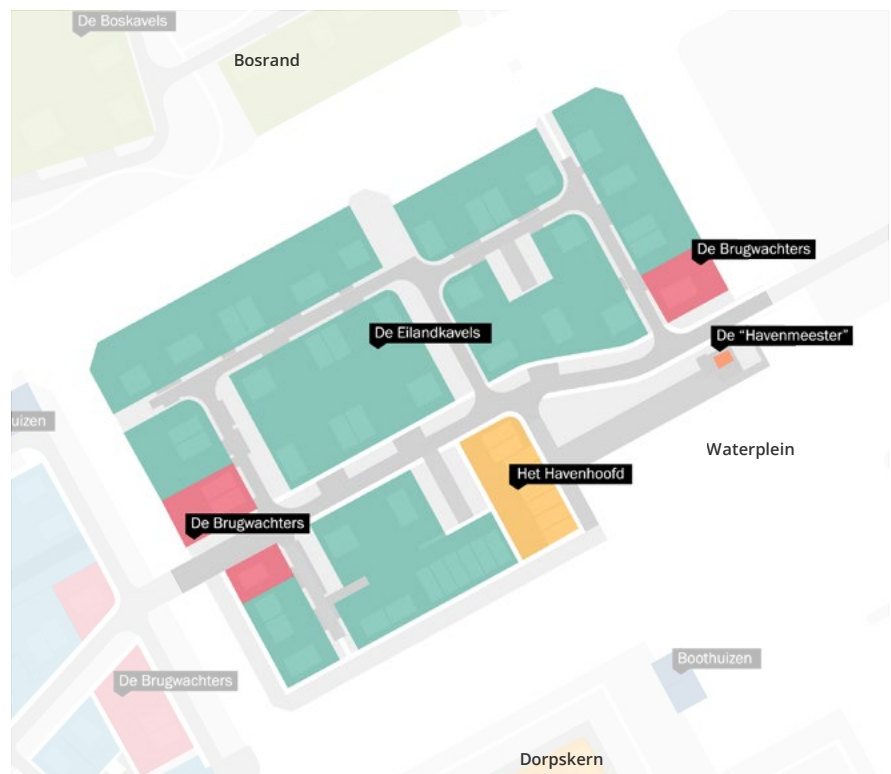 De Boskavels
Bosrand
De Brugwachters
De Eilandkavels
De “Havenmeester”
uizen
Waterplein
Het Havenhoofd
De Brugwachters
Boothuizen
De Brugwachters
Dorpskern